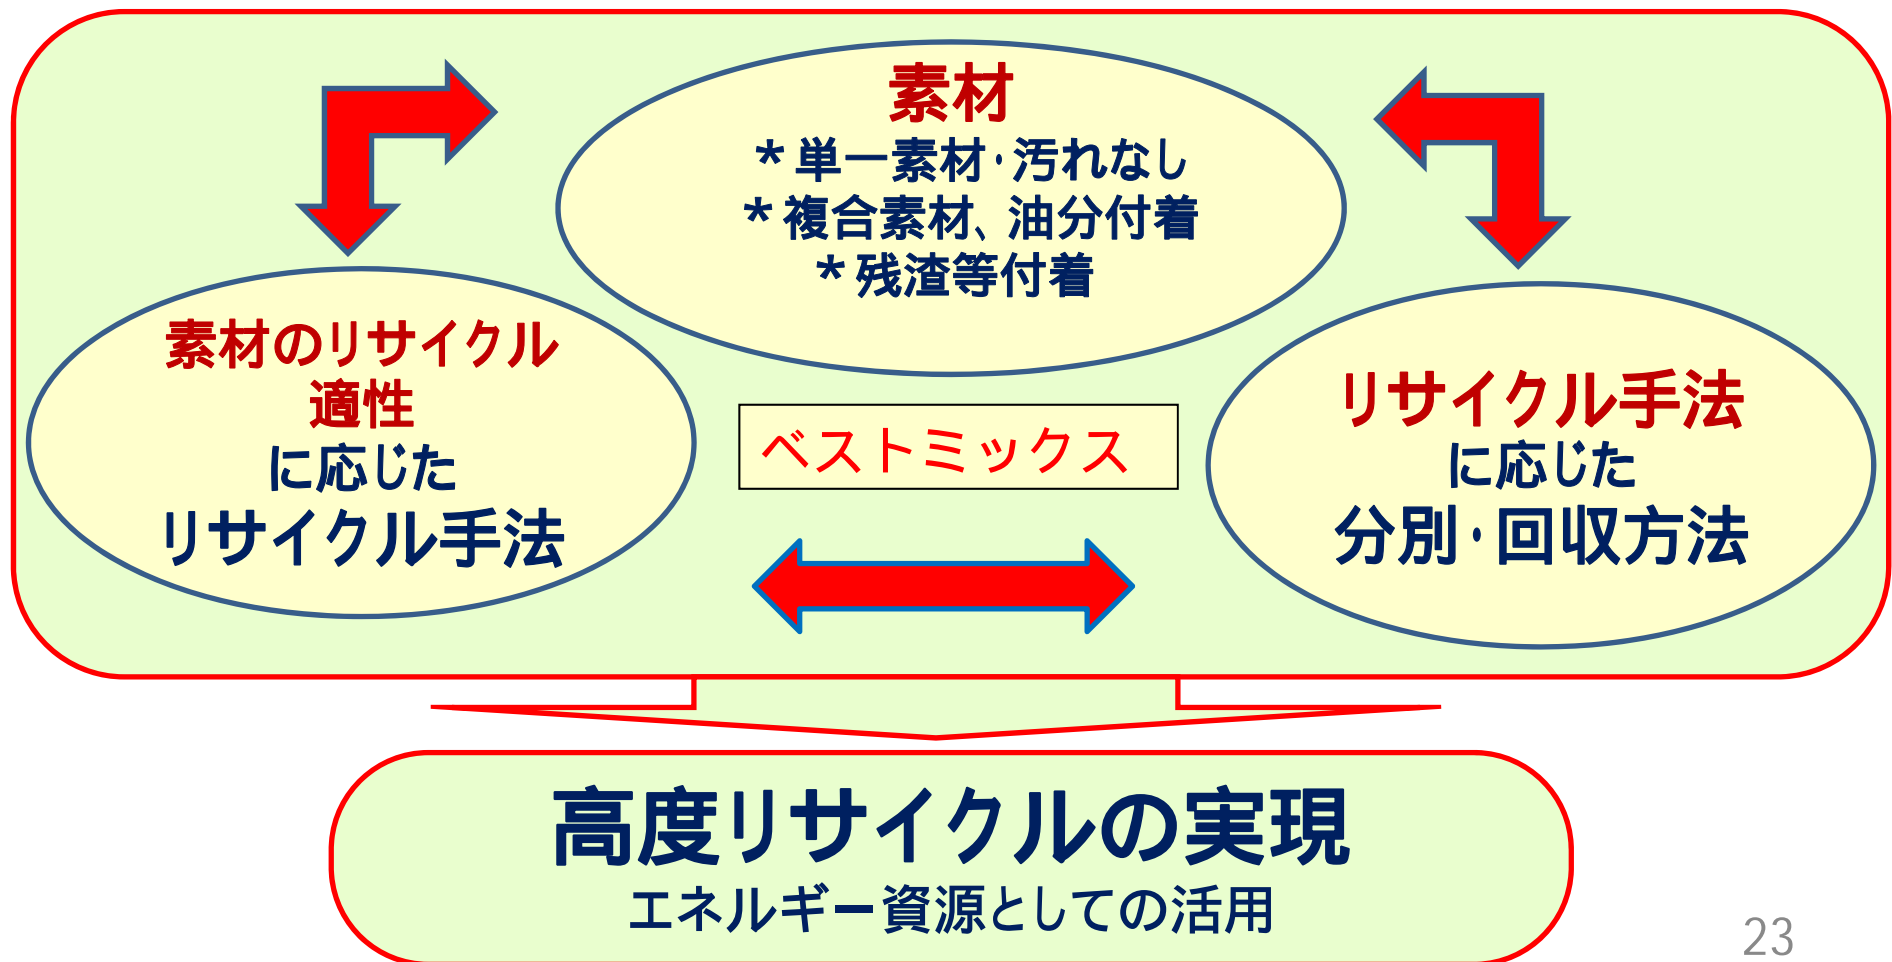 素材
*単一素材・汚れなし
*複合素材、油分付着
*残渣等付着
素材のリサイクル
適性
に応じた
リサイクル手法
ベストミックス
リサイクル手法
に応じた
分別・回収方法
高度リサイクルの実現
エネルギー資源としての活用
23